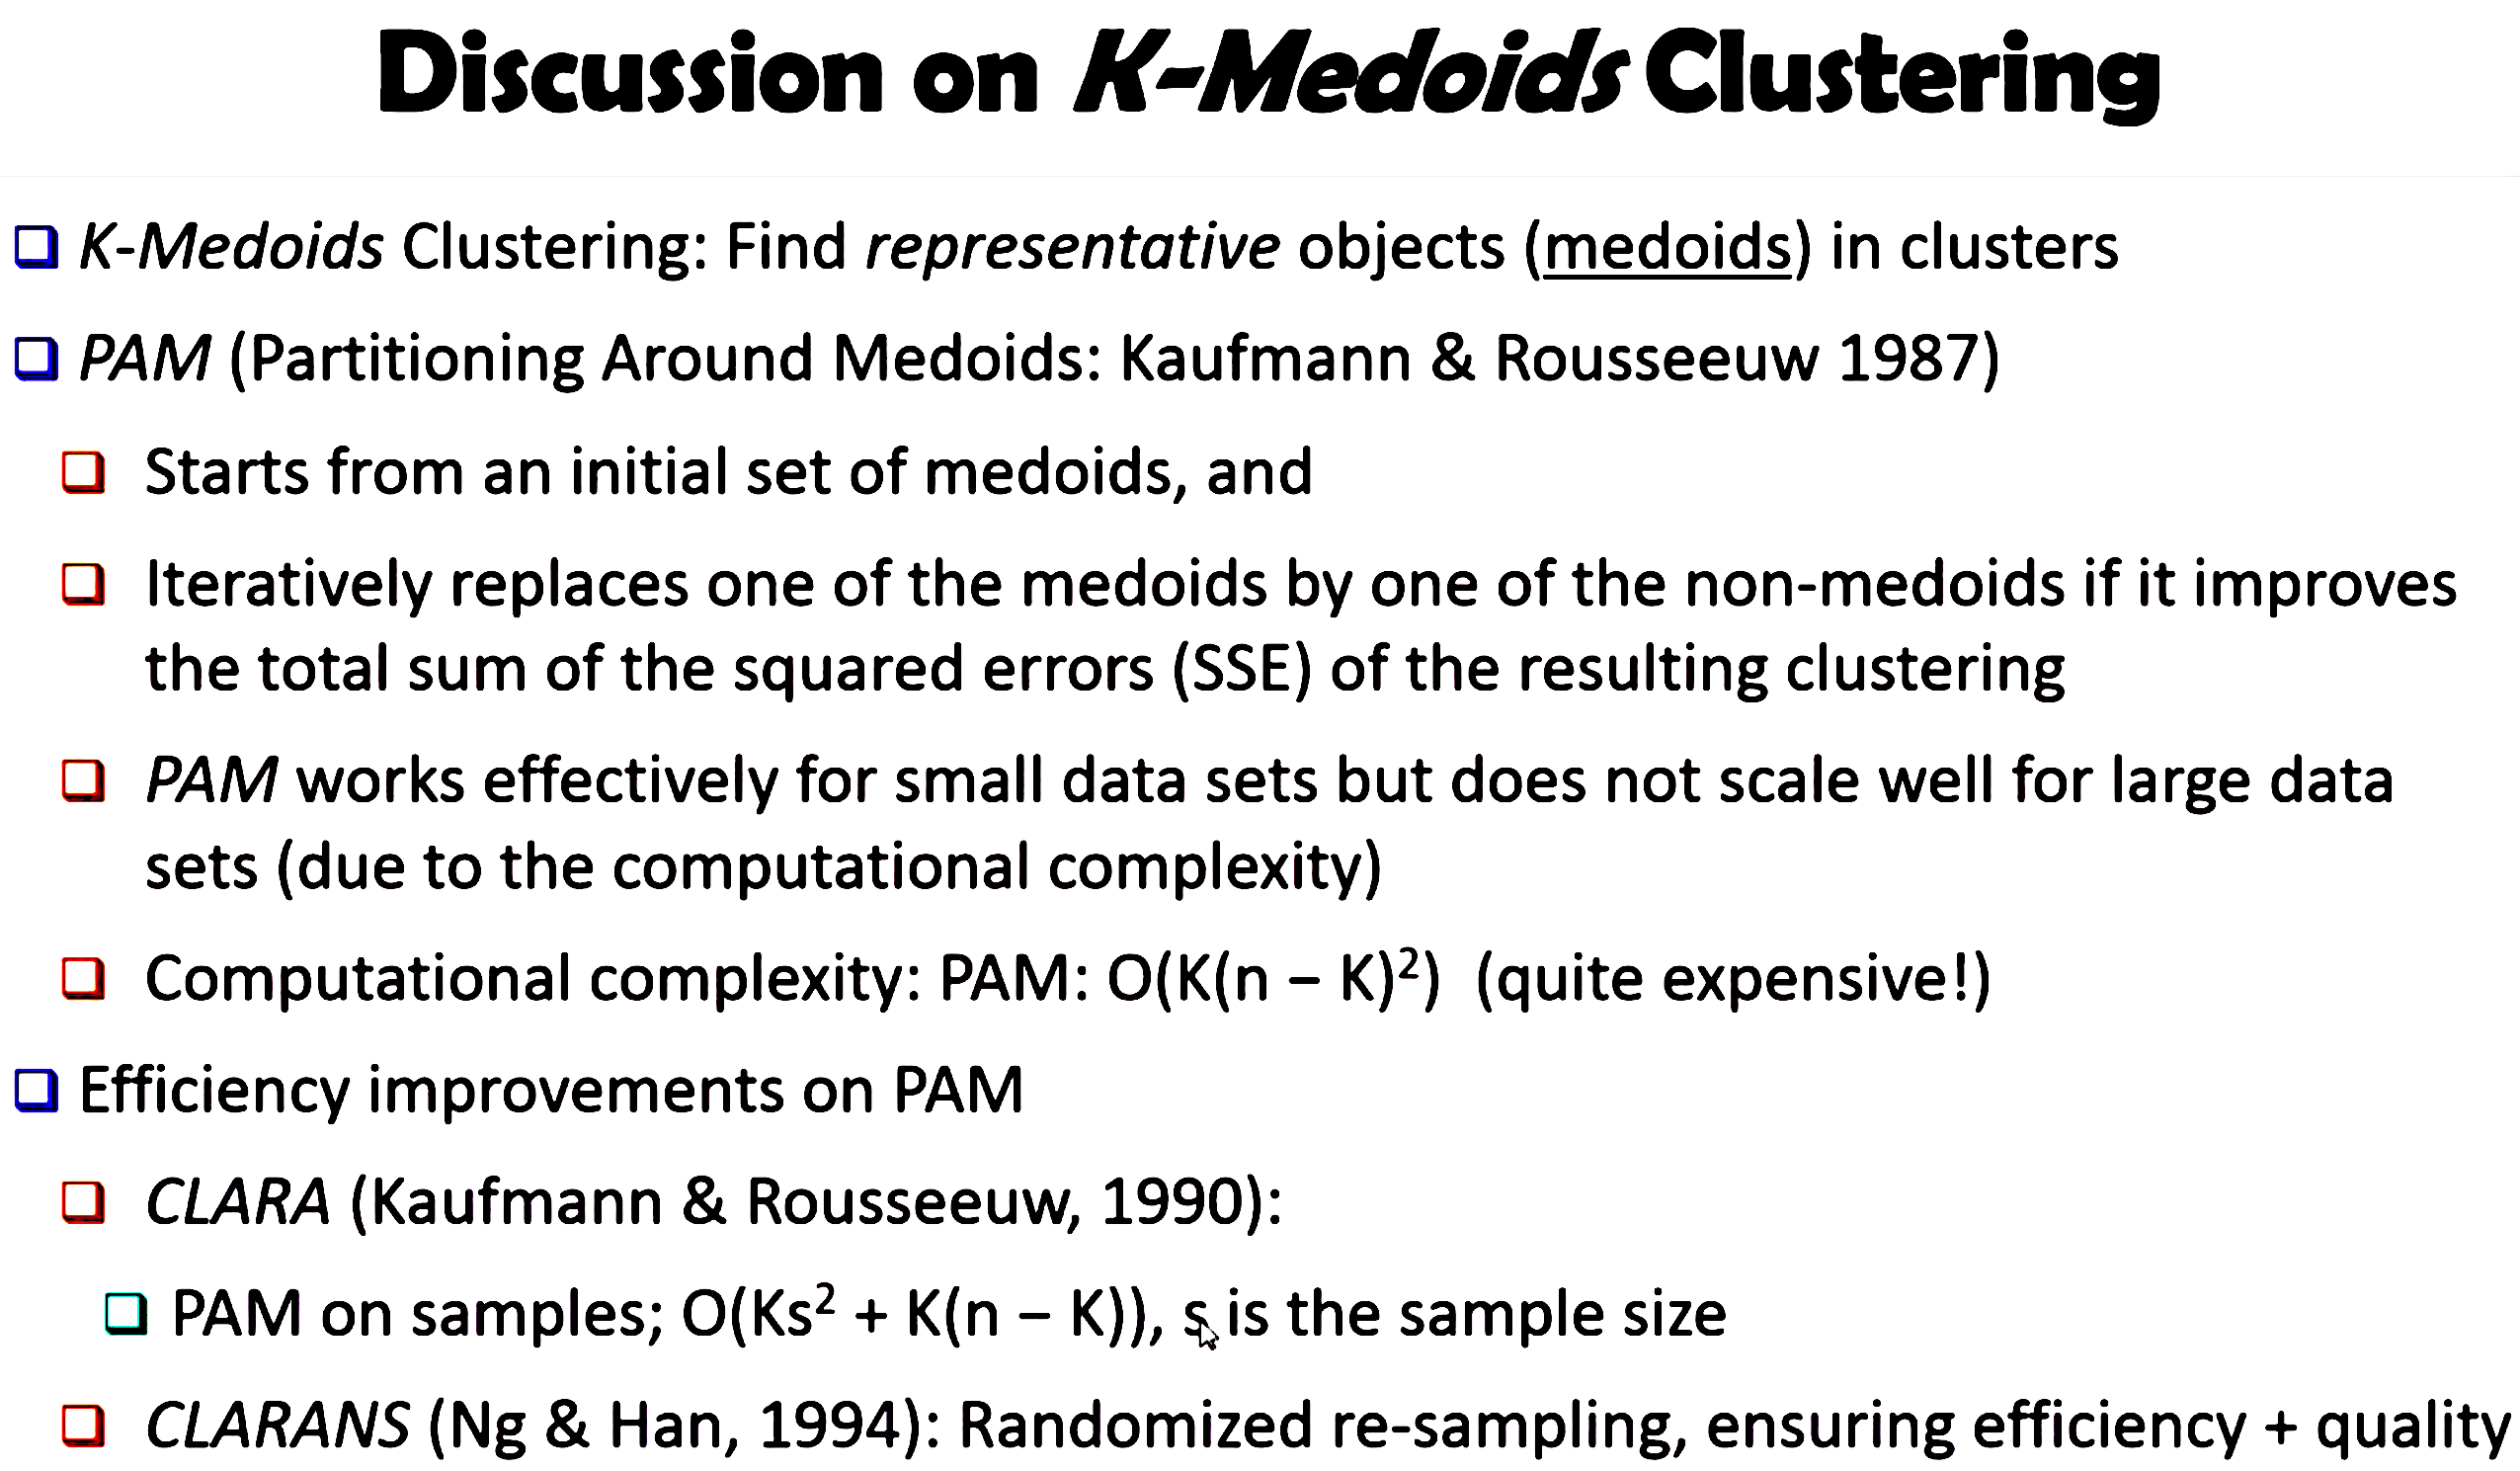 Discussion on K-Medoids Clustering
K-Medoids Clustering: Find representative objects (medoids) in clusters
PAM (Partitioning Around Medoids: Kaufmann & Rousseeuw 1987)
Starts from an initial set of medoids, and
Iteratively replaces one of the medoids by one of the non-medoids if it improves
the total sum of the squared errors (SSE) of the resulting clustering
PAM works effectively for small data sets but does not scale well for large data
sets (due to the computational complexity)
Computational complexity: PAM: O(K(n – K)²) (quite expensive!)
Efficiency improvements on PAM
CLARA (Kaufmann & Rousseeuw, 1990):
PAM on samples; O(Ks² + K(n – K)), s is the sample size
CLARANS (Ng & Han, 1994): Randomized re-sampling, ensuring efficiency + quality